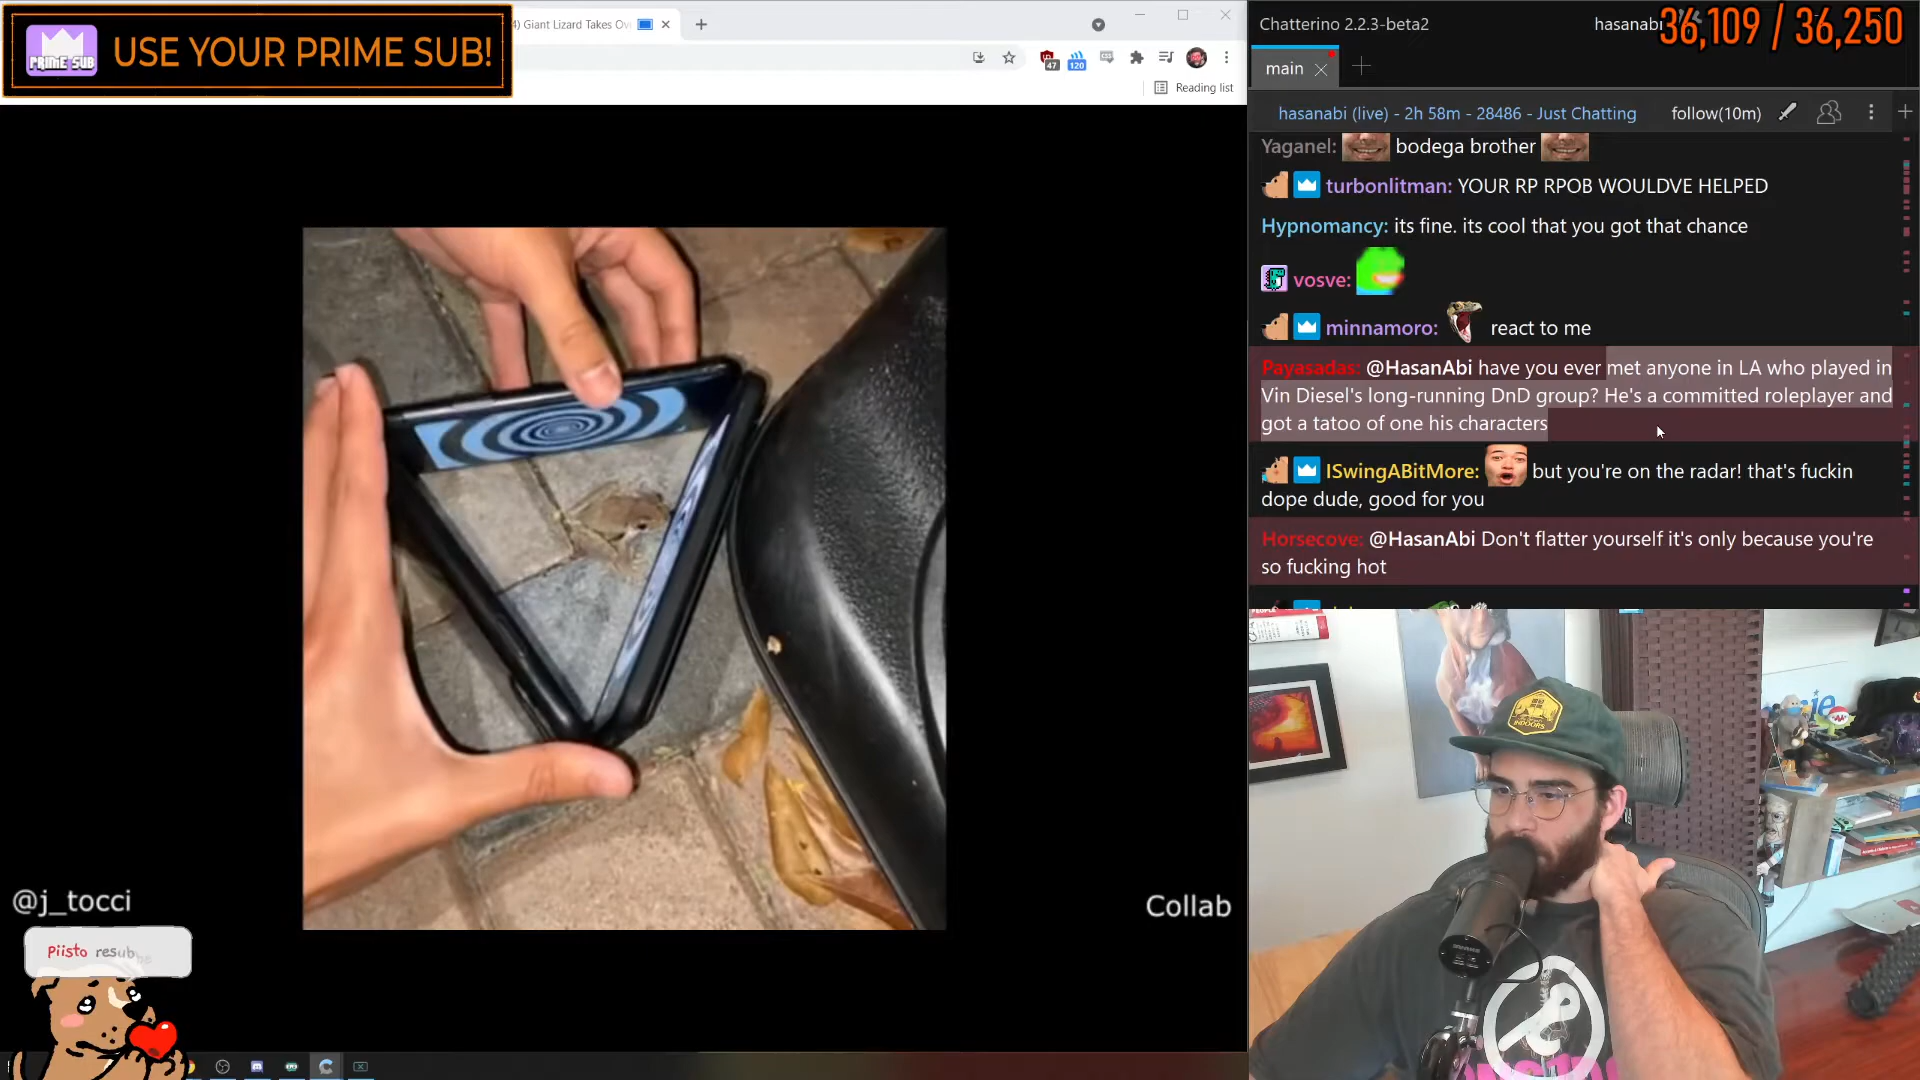 PRIME SUB
USE YOUR PRIME SUB!
4) Giant Lizard Takes Ov
47
120
Reading list
@j_tocci
Collab
Piisto resub
Chatterino 2.2.3-beta2
hasanabi
36,109 / 36,250
main
hasanabi (live) - 2h 58m - 28486 - Just Chatting
follow(10m)
Yaganel: bodega brother
turbonlitman: YOUR RP RPOB WOULDVE HELPED
Hypnomancy: its fine. its cool that you got that chance
vosve:
minnamoro: react to me
Payasadas: @HasanAbi have you ever met anyone in LA who played in
Vin Diesel's long-running DnD group? He's a committed roleplayer and
got a tatoo of one his characters
ISwingABitMore: but you're on the radar! that's fuckin
dope dude, good for you
Horsecove: @HasanAbi Don't flatter yourself it's only because you're
so fucking hot
INDOORS